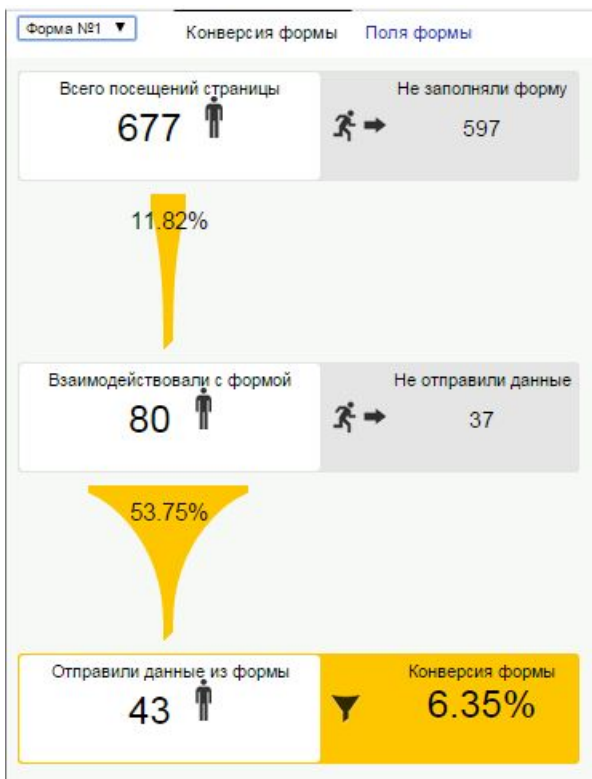 Форма №1 ▼ Конверсия формы Поля формы
Всего посещений страницы Не заполняли форму
677 597
11.82%
Взаимодействовали с формой Не отправили данные
80 37
53.75%
Отправили данные из формы Конверсия формы
43 6.35%